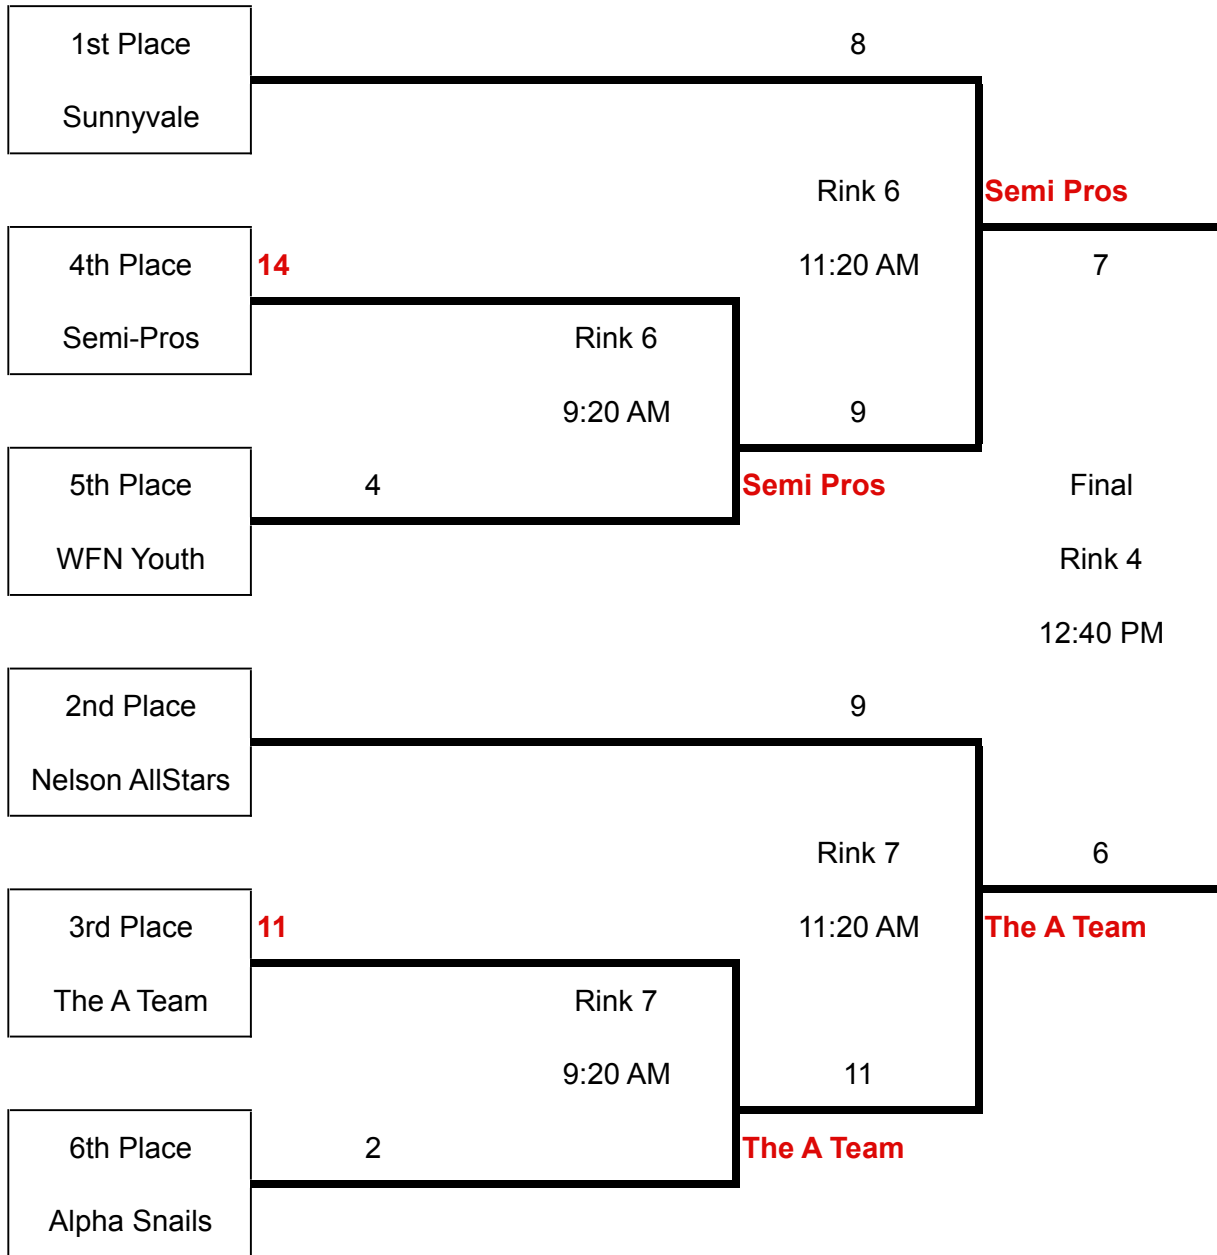 1st Place
8
Sunnyvale
Rink 6
Semi Pros
4th Place
14
11:20 AM
7
Semi-Pros
Rink 6
9:20 AM
9
5th Place
4
Semi Pros
Final
WFN Youth
Rink 4
12:40 PM
2nd Place
9
Nelson AllStars
Rink 7
6
3rd Place
11
11:20 AM
The A Team
The A Team
Rink 7
9:20 AM
11
6th Place
2
The A Team
Alpha Snails